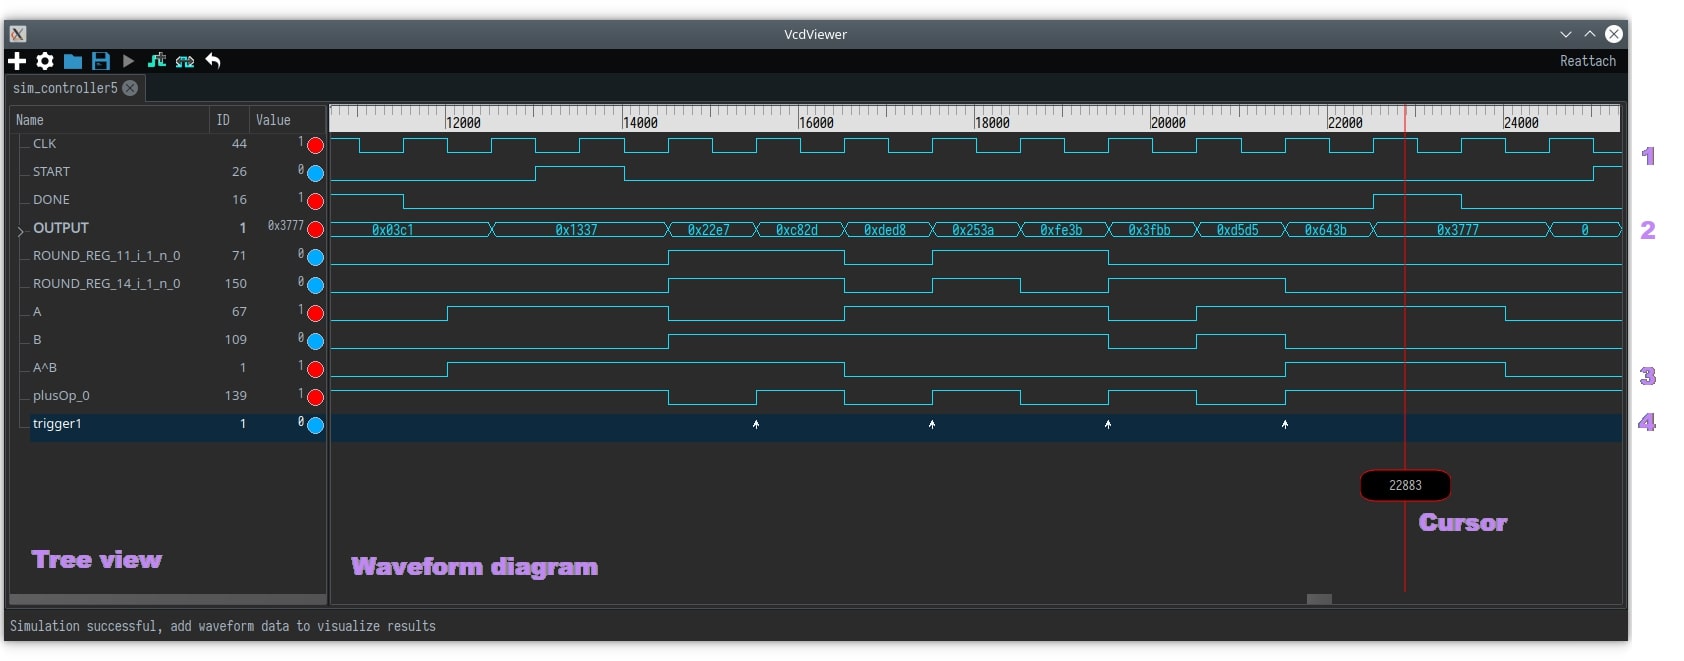 VcdViewer
Reattach
sim_controller5
Name ID Value
12000 14000 16000 18000 20000 22000 24000
CLK 44 1
1
START 26 0
DONE 16 1
OUTPUT 1 0x3777 0x03c1 0x1337 0x22e7 0xc82d 0xded8 0x253a 0xfe3b 0x3fbb 0xd5d5 0x643b 0x3777 0
2
ROUND_REG_11_i_1_n_0 71 0
ROUND_REG_14_i_1_n_0 150 0
A 67 1
B 109 0
A^B 1 1
3
plusOp_0 139 1
trigger1 1 0
4
22883
Cursor
Tree view
Waveform diagram
Simulation successful, add waveform data to visualize results